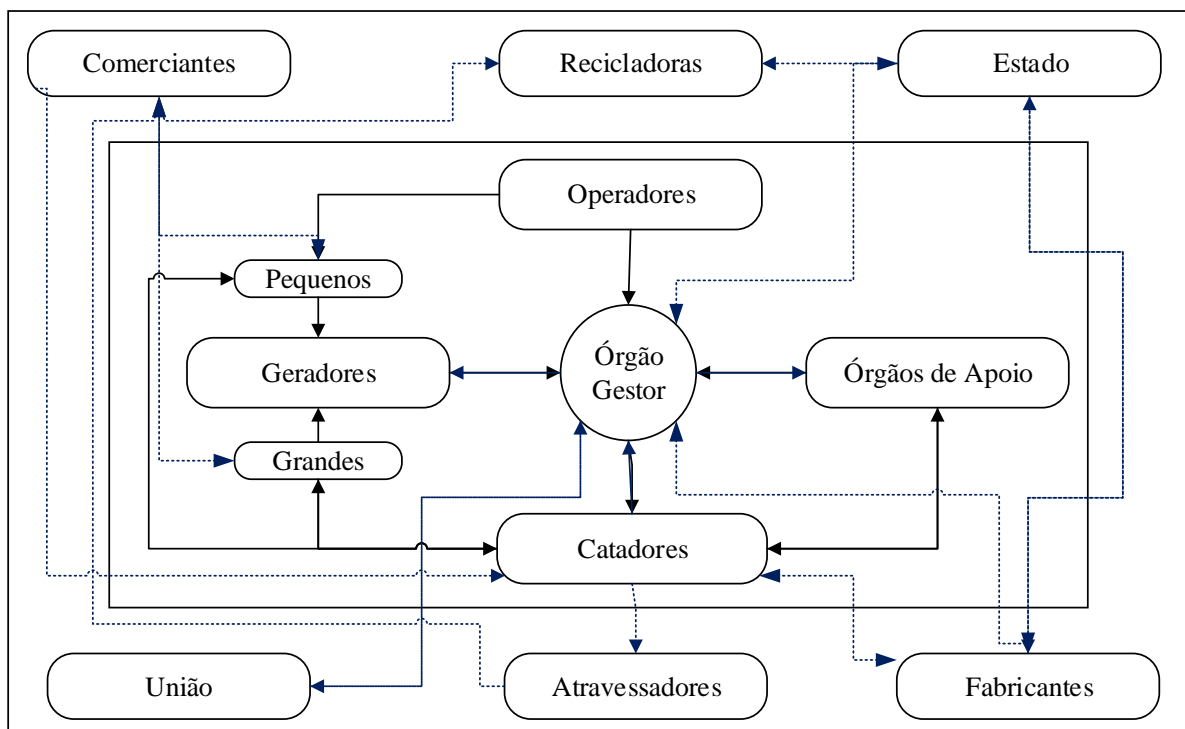 Comerciantes
Recicladoras
Estado
Operadores
Pequenos
Geradores
Órgão
Gestor
Órgãos de Apoio
Grandes
Catadores
União
Atravessadores
Fabricantes